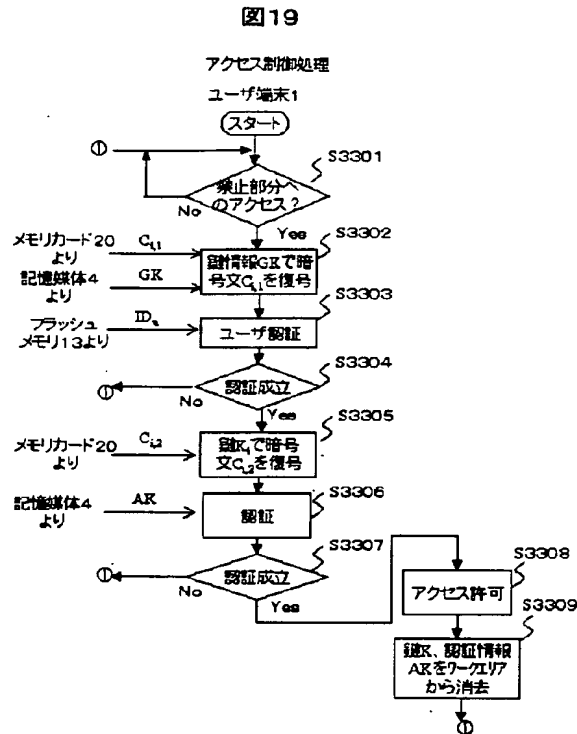 図19
アクセス制御処理
ユーザ端末1
スタート
①
S3301
禁止部分へ
のアクセス?
No
Yes
S3302
メモリカード20
より
Ci,1
記憶媒体4
より
GK
鍵情報GKで暗
号文Ci,1を復号
S3303
フラッシュ
メモリ13より
ユーザ認証
S3304
認証成立
①
No
Yes
S3305
メモリカード20
より
Ci,2
鍵Kiで暗号
文Ci,2を復号
S3306
記憶媒体4
より
AK
認証
S3307
認証成立
①
No
Yes
S3308
アクセス許可
S3309
鍵K、認証情報
AKをワークエリア
から消去
①